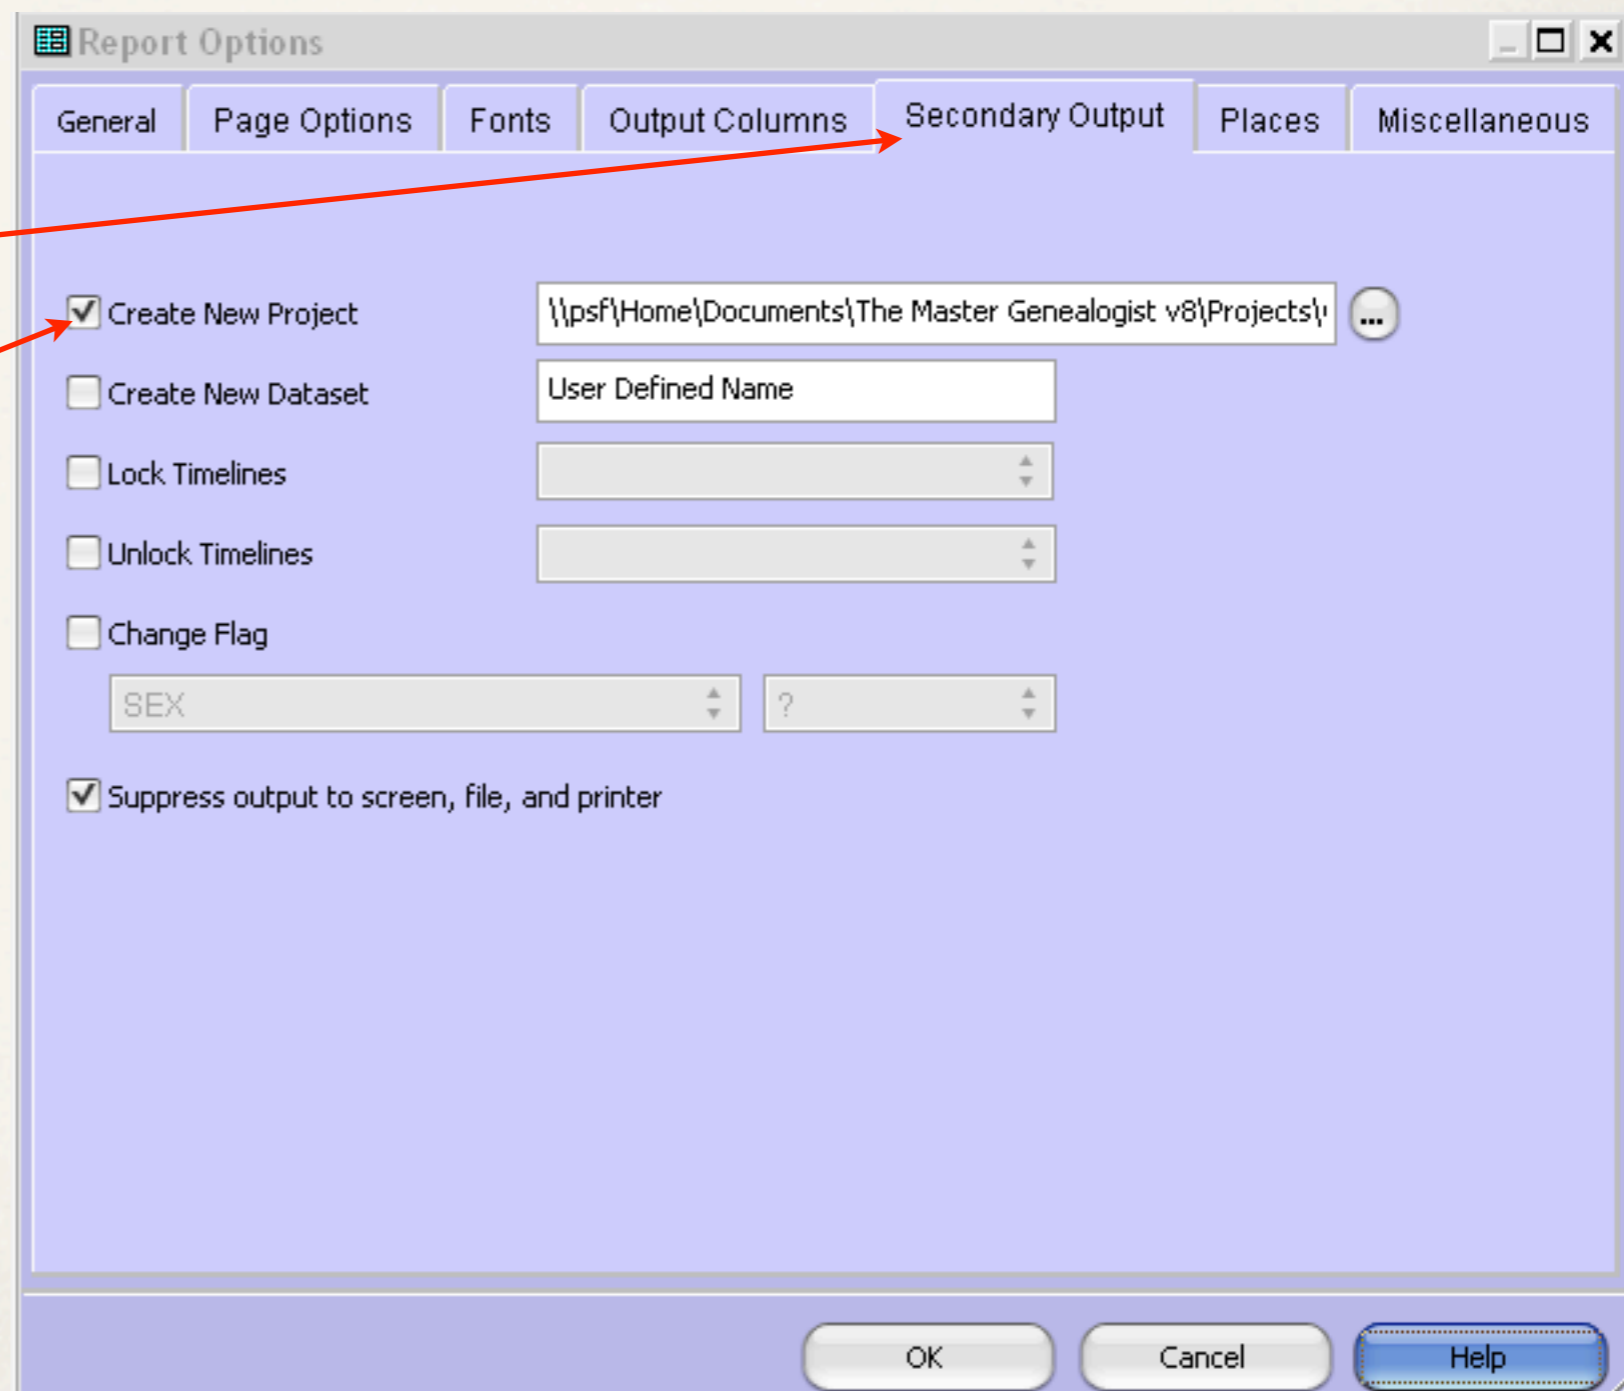 Report Options
General Page Options Fonts Output Columns Secondary Output Places Miscellaneous
Create New Project \\psf\Home\Documents\The Master Genealogist v8\Projects\
...
Create New Dataset User Defined Name
Lock Timelines
Unlock Timelines
Change Flag
SEX ?
Suppress output to screen, file, and printer
OK Cancel Help